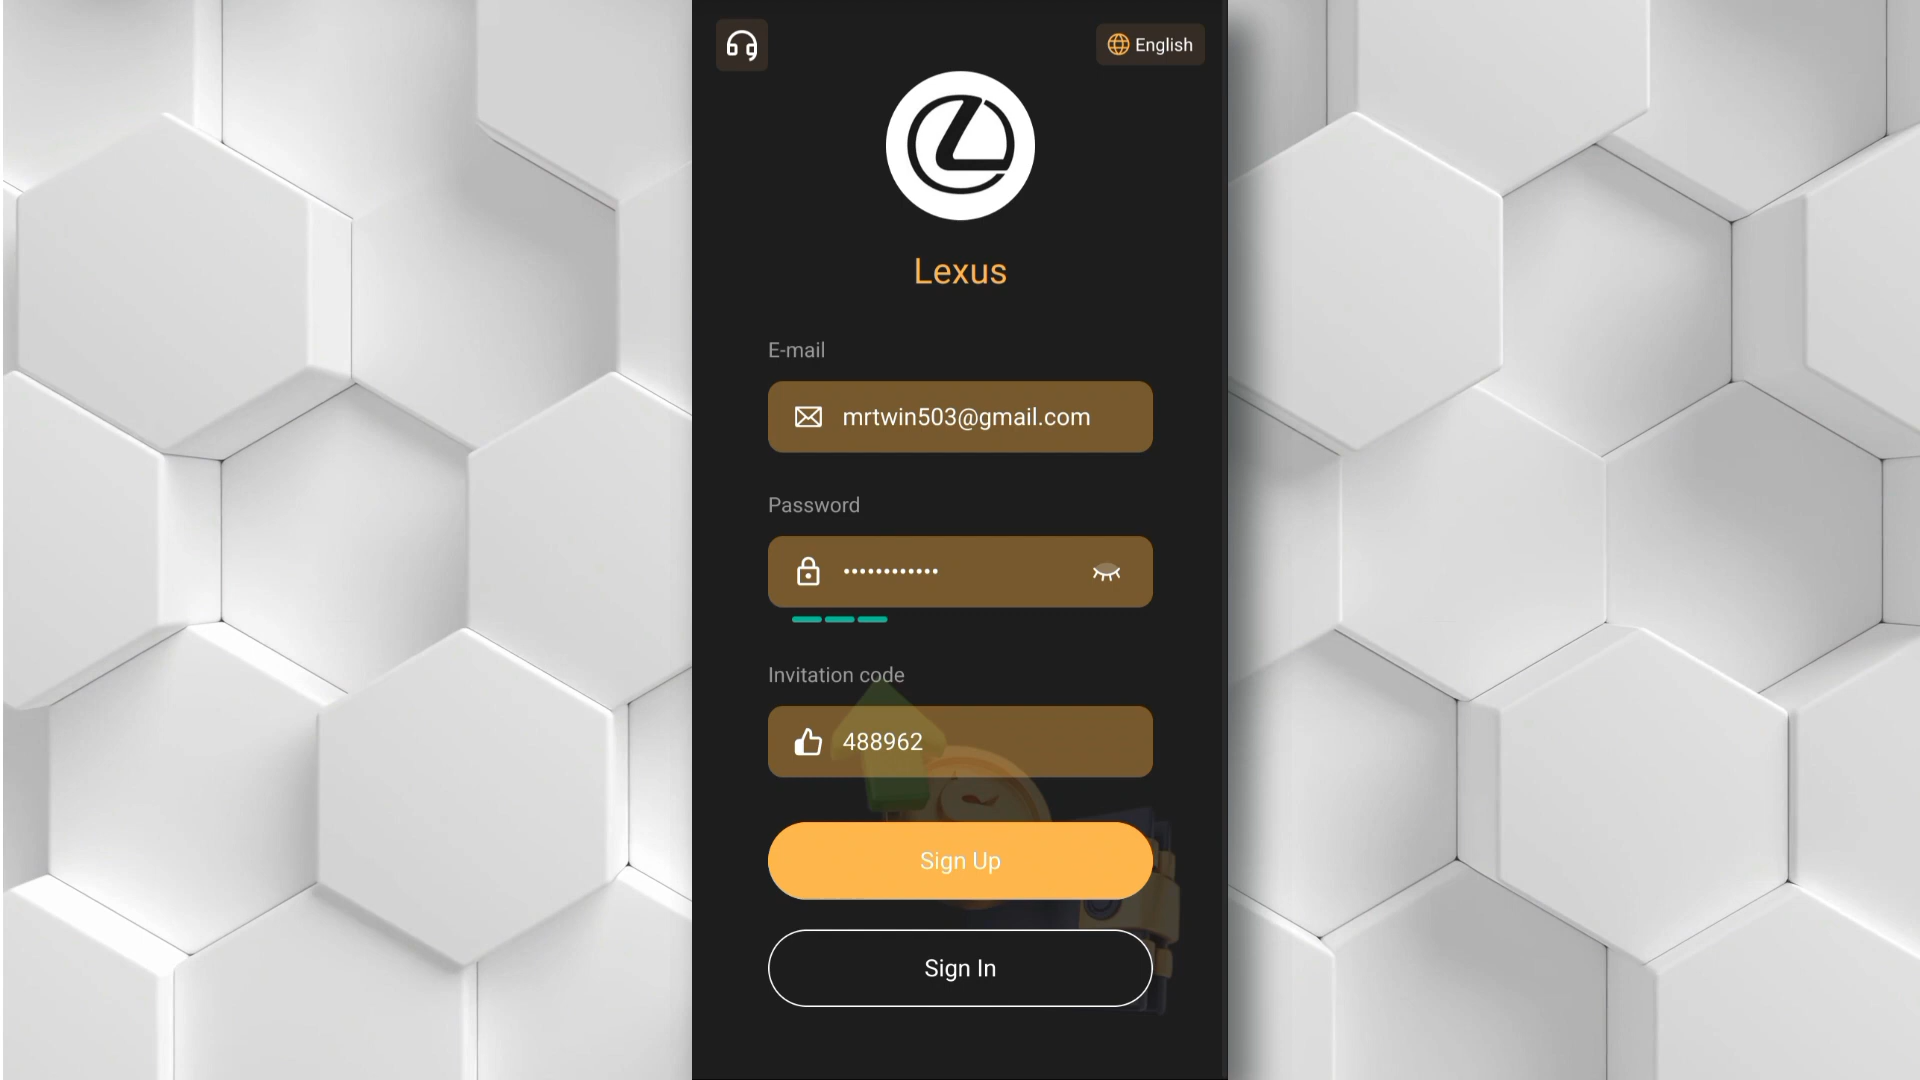 English
Lexus
E-mail
mrtwin503@gmail.com
Password
••••••••••••
Invitation code
488962
Sign Up
Sign In